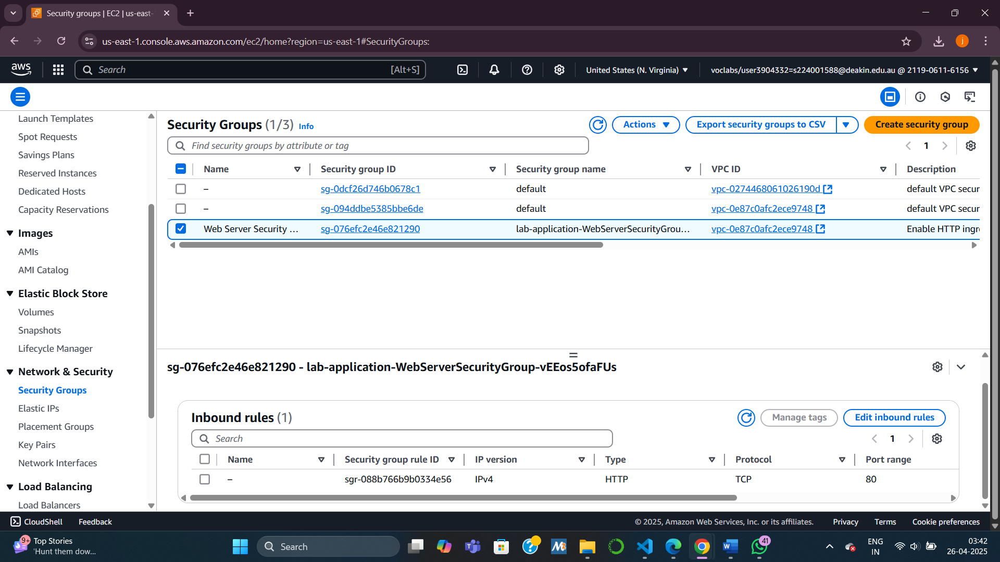 Security groups | EC2 | us-east-
us-east-1.console.aws.amazon.com/ec2/home?region=us-east-1#SecurityGroups:
j
aws
Search
[Alt+S]
United States (N. Virginia)
voclabs/user3904332=s224001588@deakin.edu.au @ 2119-0611-6156
Launch Templates
Spot Requests
Savings Plans
Reserved Instances
Dedicated Hosts
Capacity Reservations
Images
AMIs
AMI Catalog
Elastic Block Store
Volumes
Snapshots
Lifecycle Manager
Network & Security
Security Groups
Elastic IPs
Placement Groups
Key Pairs
Network Interfaces
Load Balancing
Load Balancers
Security Groups (1/3) Info
Actions
Export security groups to CSV
Create security group
Find security groups by attribute or tag
1
Name Security group ID Security group name VPC ID Description
– sg-0dcf26d746b0678c1 default vpc-0274468061026190d default VPC secur
– sg-094ddbe5385bbe6de default vpc-0e87c0afc2ece9748 default VPC secur
Web Server Security ... sg-076efc2e46e821290 lab-application-WebServerSecurityGrou... vpc-0e87c0afc2ece9748 Enable HTTP ingre
sg-076efc2e46e821290 - lab-application-WebServerSecurityGroup-vEEos5ofaFUs
Inbound rules (1)
Manage tags
Edit inbound rules
Search
1
Name Security group rule ID IP version Type Protocol Port range
– sgr-088b766b9b0334e56 IPv4 HTTP TCP 80
CloudShell
Feedback
© 2025, Amazon Web Services, Inc. or its affiliates.
Privacy
Terms
Cookie preferences
9+
Top Stories
'Hunt them dow...
Search
41
ENG
IN
03:42
26-04-2025